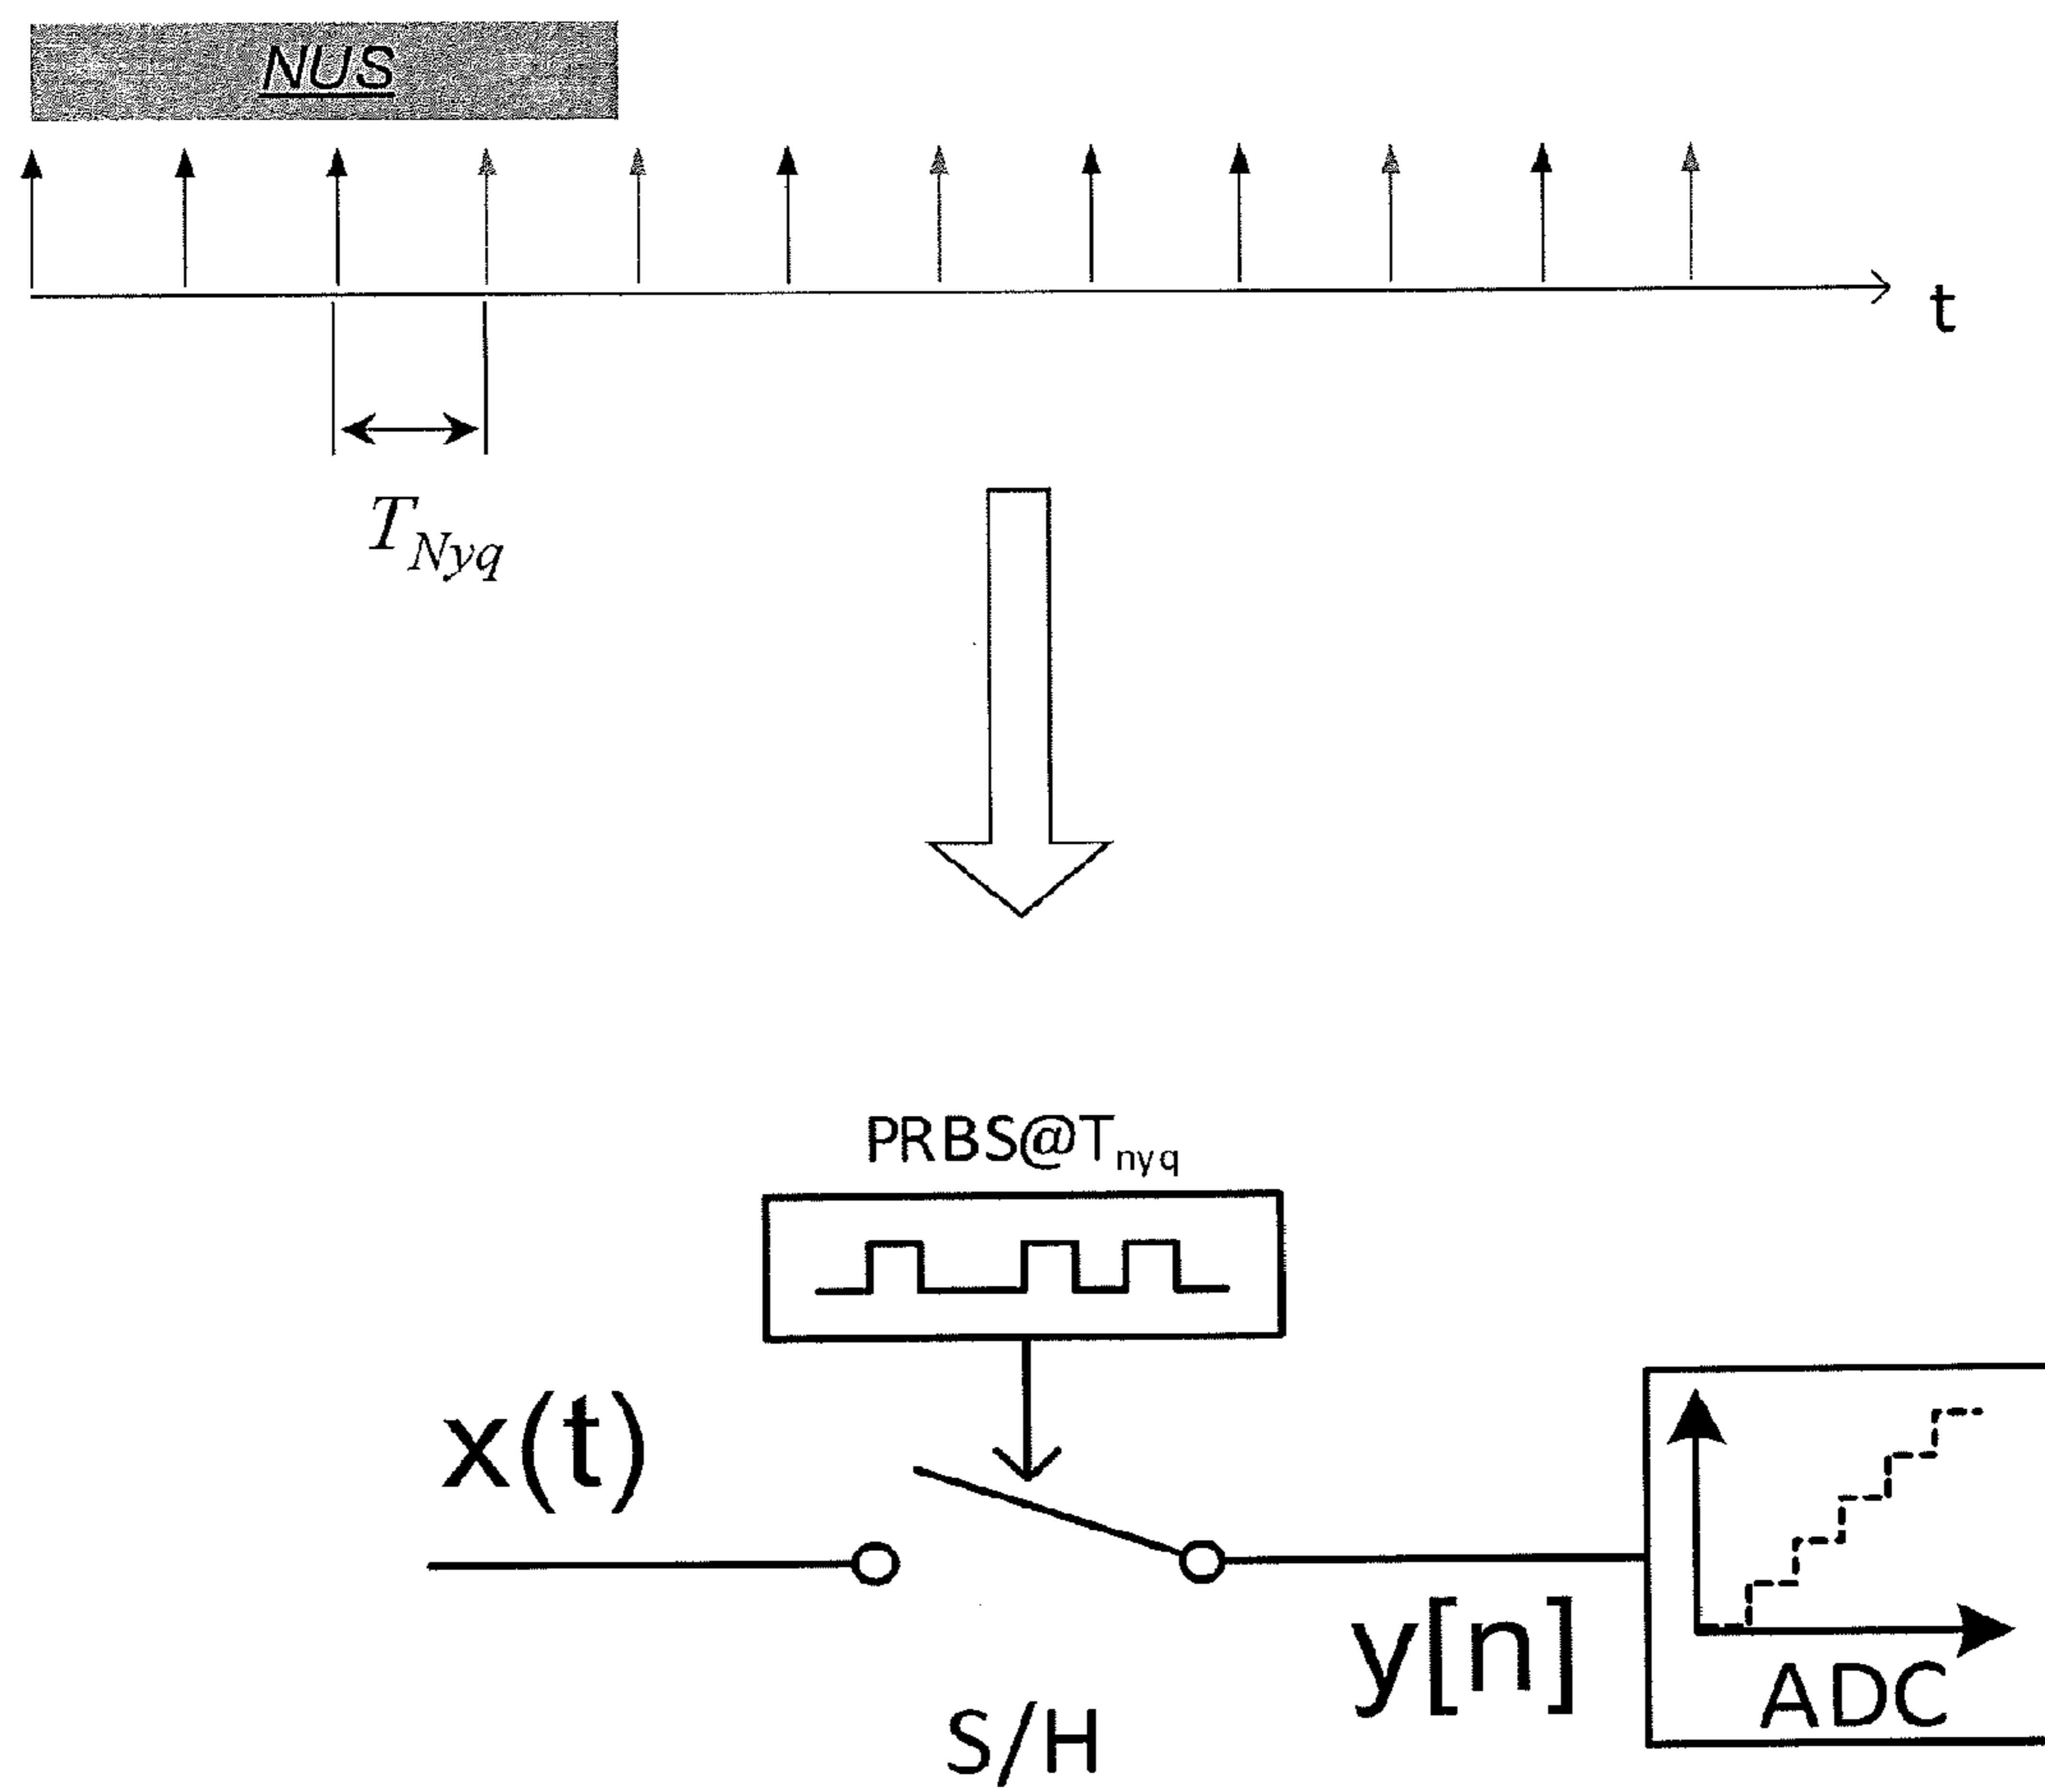 NUS
t
T_Nyq
PRBS@T_nyq
x(t)
y[n]
ADC
S/H